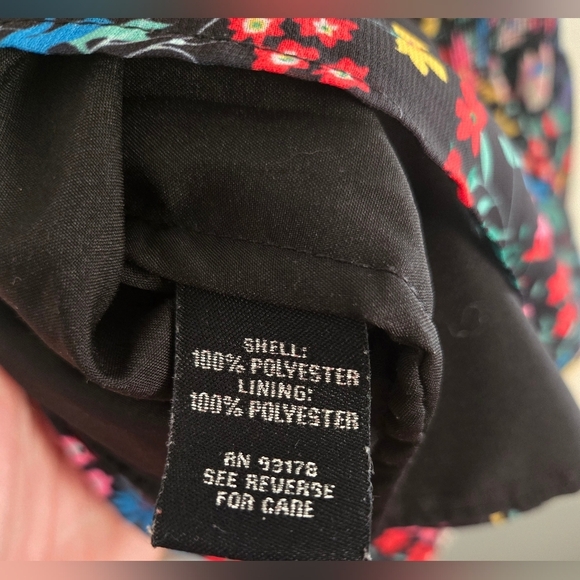 SHELL:
100% POLYESTER
LINING:
100% POLYESTER
RN 93178
SEE REVERSE
FOR CARE